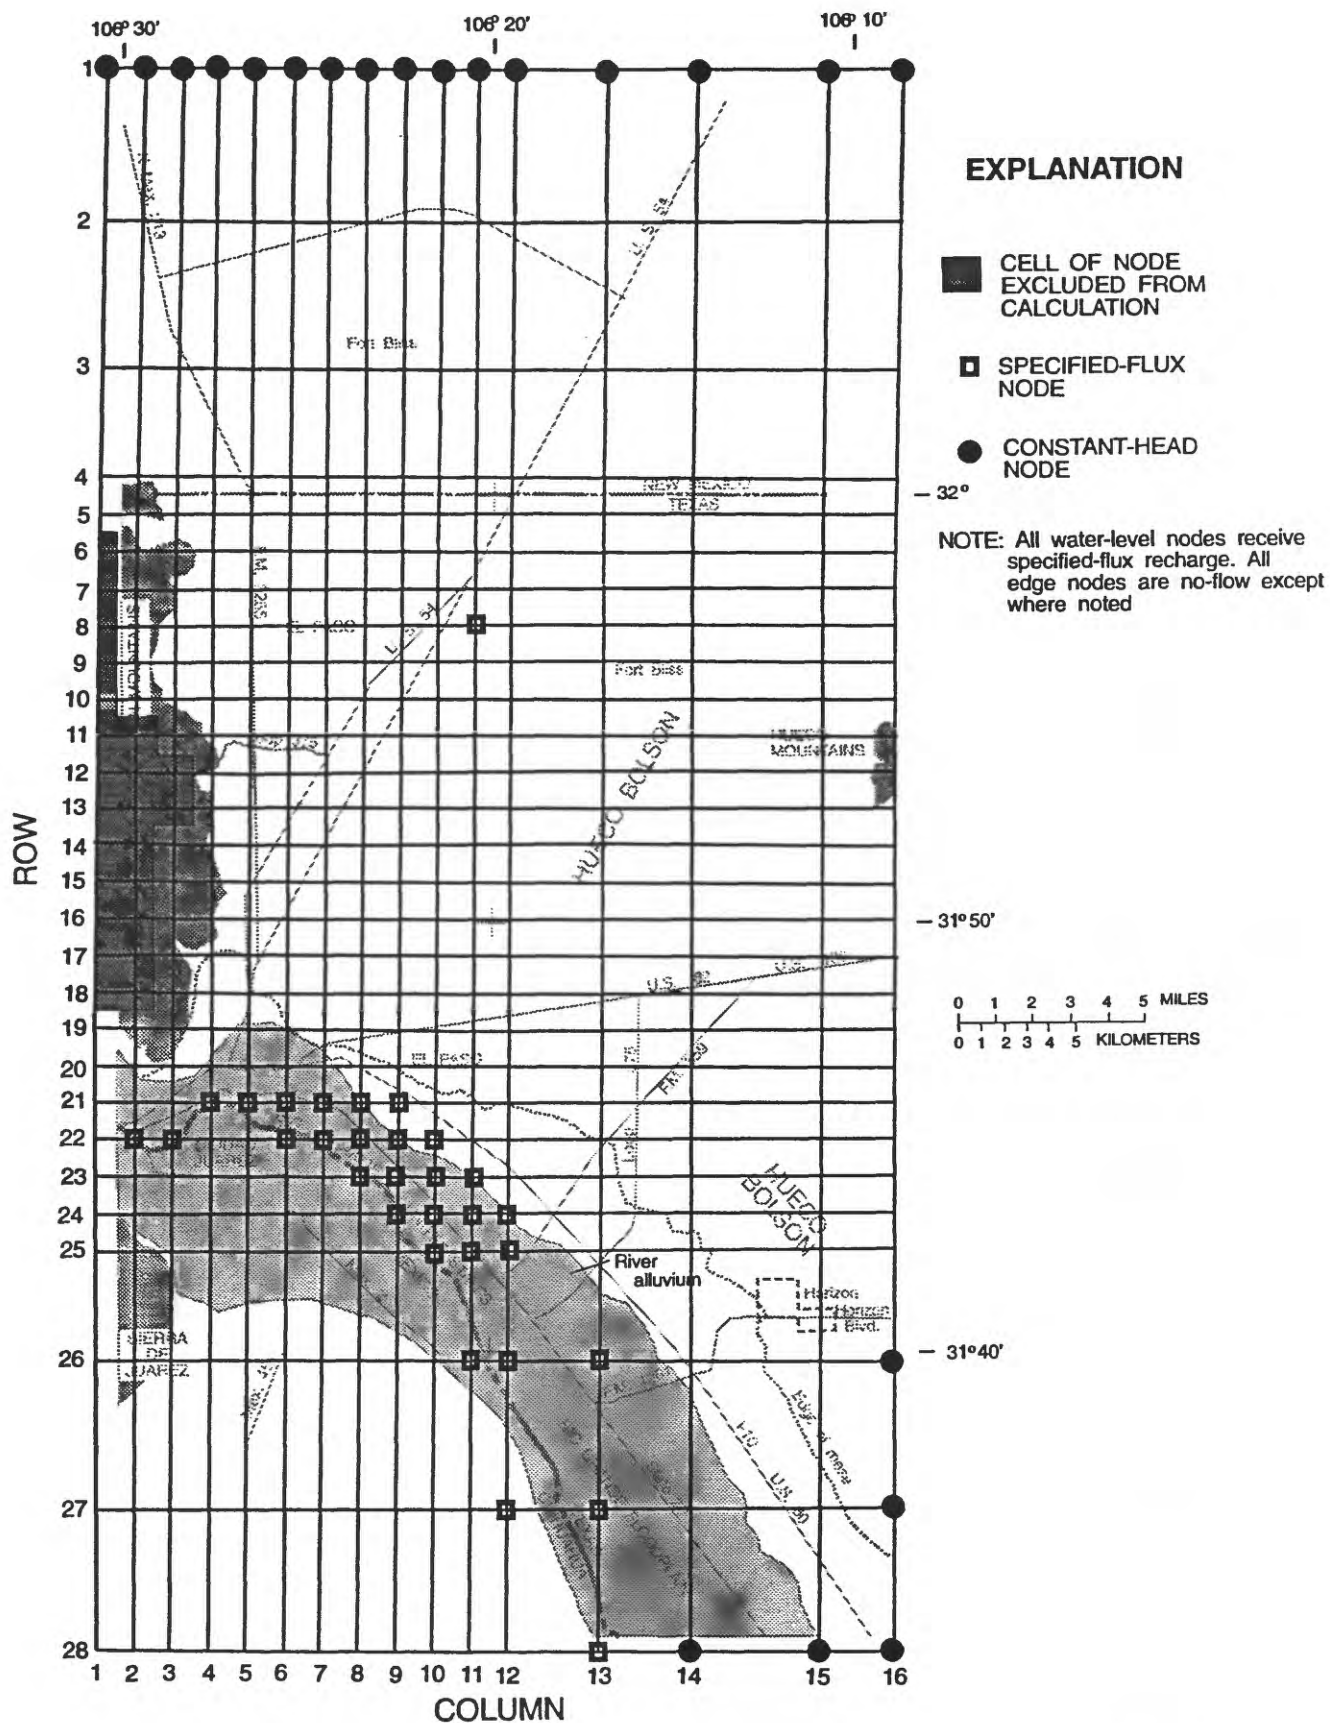 106° 30'
106° 20'
106° 10'
1
2
3
4
5
6
7
8
9
10
11
12
13
14
15
16
17
18
19
20
21
22
23
24
25
26
27
28
ROW
1 2 3 4 5 6 7 8 9 10 11 12 13 14 15 16
COLUMN
U.S. 54
Fort Bliss
NEW MEXICO
TEXAS
32°
U.S. 54
Fort Bliss
HUECO
MOUNTAINS
HUECO BOLSON
31° 50'
U.S.
EL PASO
HUECO
BOLSON
River
alluvium
Horizon
Horizon
Blvd.
SIERRA
DE
JUAREZ
31° 40'
I-10
Edge of mesa
EXPLANATION
CELL OF NODE
EXCLUDED FROM
CALCULATION
SPECIFIED-FLUX
NODE
CONSTANT-HEAD
NODE
NOTE: All water-level nodes receive
specified-flux recharge. All
edge nodes are no-flow except
where noted
0 1 2 3 4 5 MILES
0 1 2 3 4 5 KILOMETERS